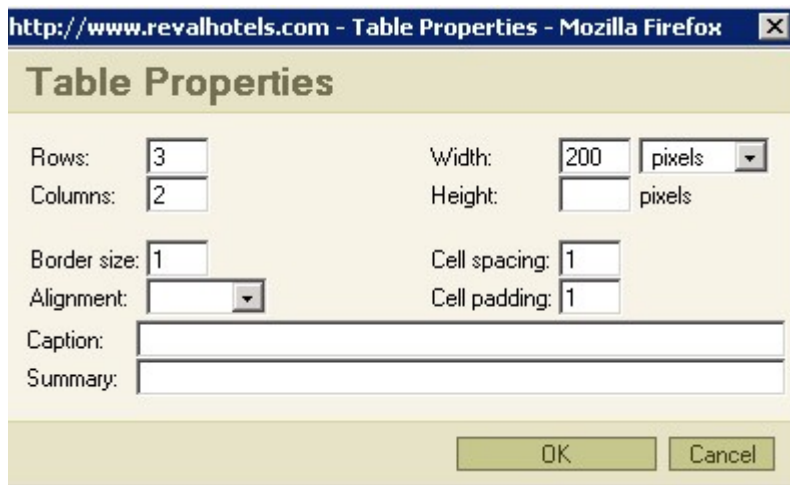 http://www.revalhotels.com - Table Properties - Mozilla Firefox
Table Properties
Rows: 3 Width: 200 pixels
Columns: 2 Height: pixels
Border size: 1 Cell spacing: 1
Alignment: Cell padding: 1
Caption:
Summary:
OK Cancel